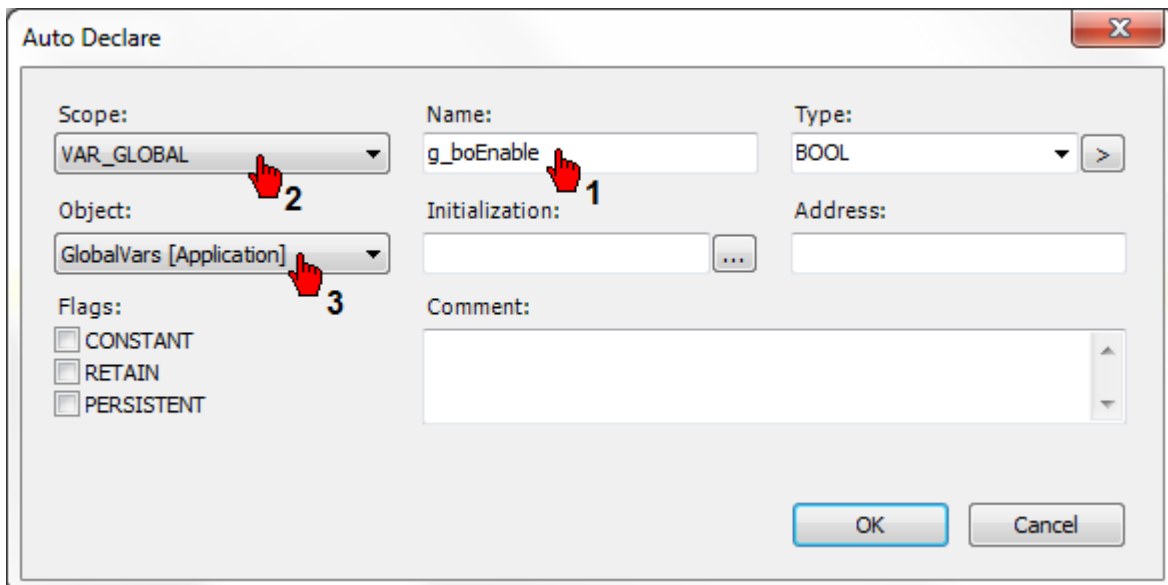 Auto Declare
Scope:
Name:
Type:
VAR_GLOBAL
g_boEnable
BOOL
>
2
1
Object:
Initialization:
Address:
GlobalVars [Application]
...
3
Flags:
Comment:
CONSTANT
RETAIN
PERSISTENT
OK
Cancel